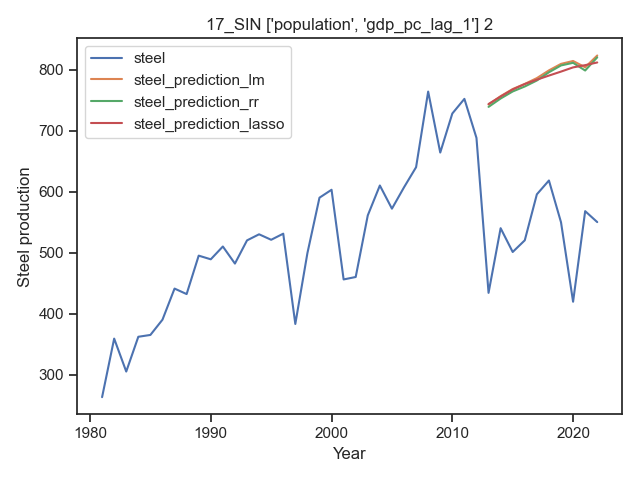 17_SIN ['population', 'gdp_pc_lag_1'] 2
steel
steel_prediction_lm
steel_prediction_rr
steel_prediction_lasso
Steel production
800
700
600
500
400
300
1980
1990
2000
2010
2020
Year